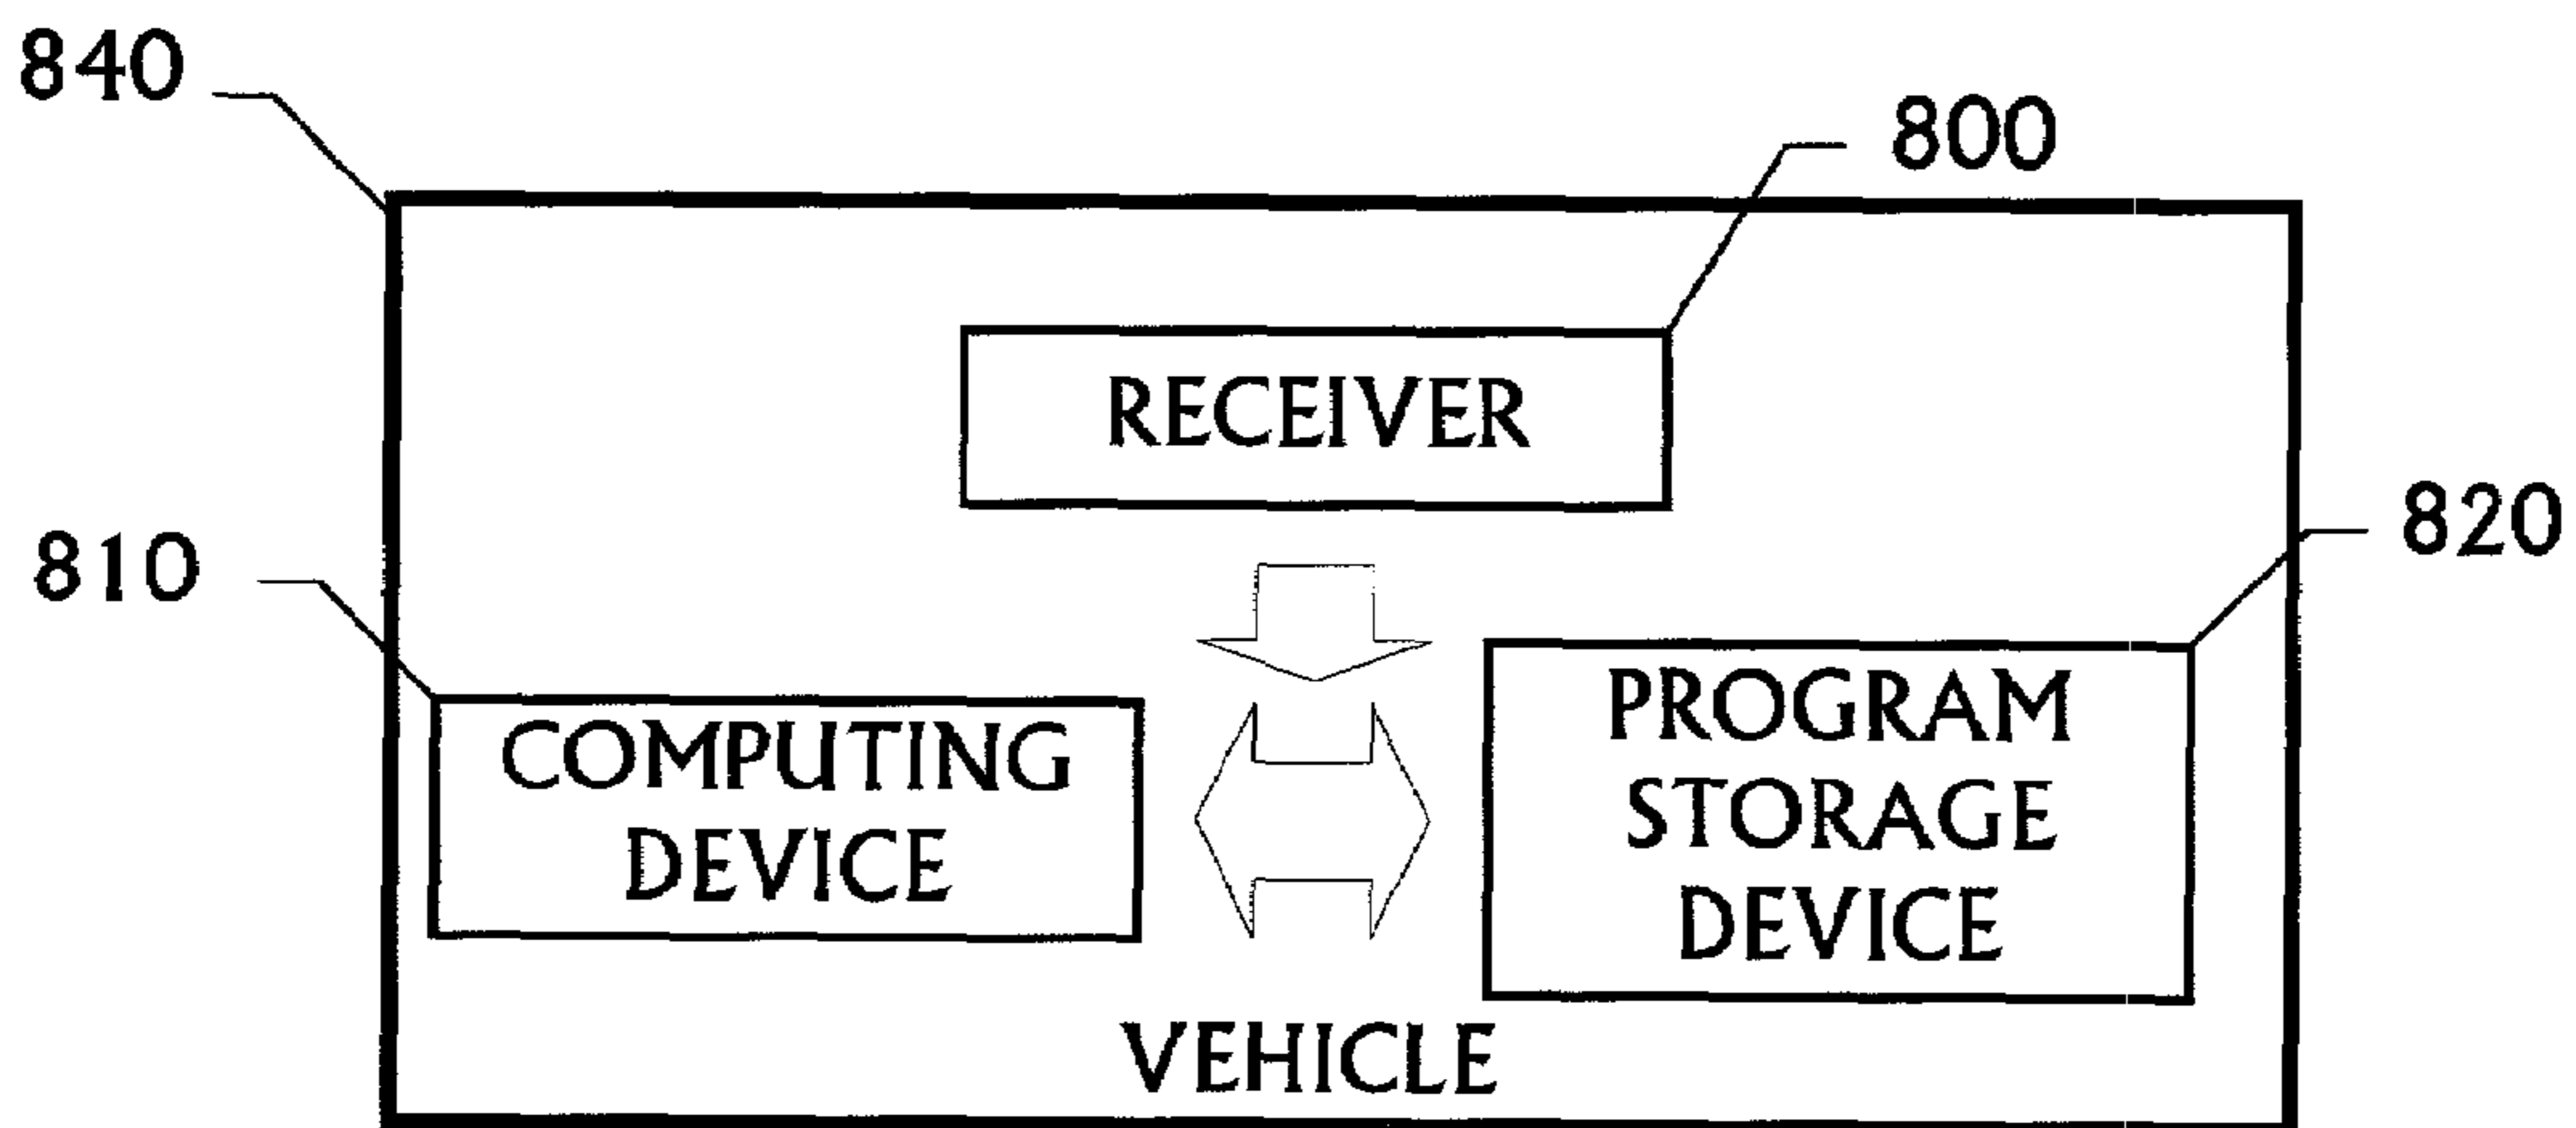 840
800
RECEIVER
820
810
COMPUTING
DEVICE
PROGRAM
STORAGE
DEVICE
VEHICLE